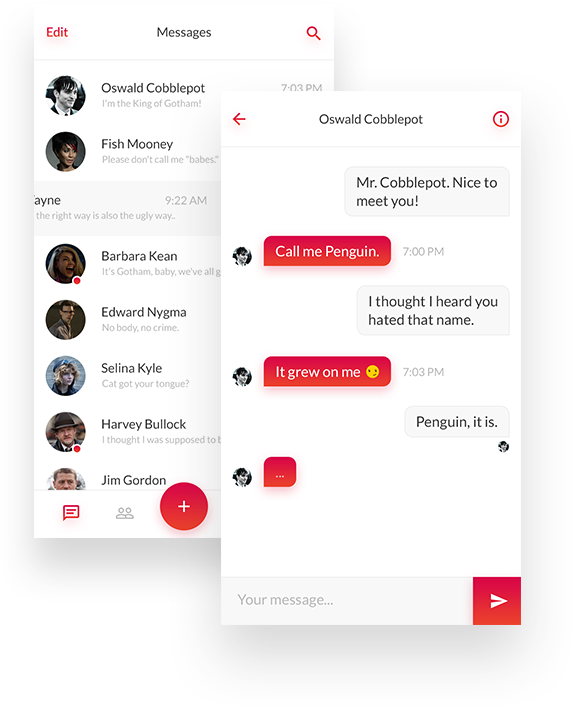 Edit
Messages
Oswald Cobblepot
7:03 PM
I'm the King of Gotham!
Fish Mooney
Please don't call me "babes."
ayne
9:22 AM
the right way is also the ugly way..
Barbara Kean
It's Gotham, baby, we've all g
Edward Nygma
No body, no crime.
Selina Kyle
Cat got your tongue?
Harvey Bullock
I thought I was supposed to b
Jim Gordon
Oswald Cobblepot
Mr. Cobblepot. Nice to
meet you!
Call me Penguin.
7:00 PM
I thought I heard you
hated that name.
It grew on me 😏
7:03 PM
Penguin, it is.
...
Your message...